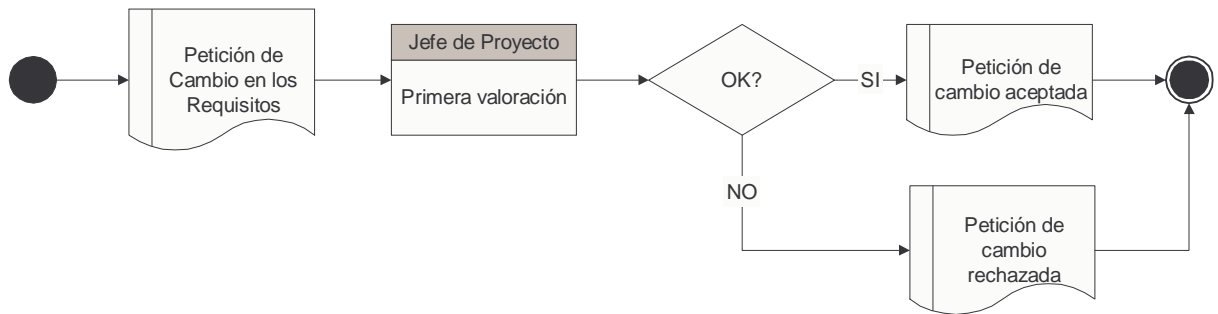 Petición de
Cambio en los
Requisitos
Jefe de Proyecto
Primera valoración
OK?
SI
Petición de
cambio aceptada
NO
Petición de
cambio
rechazada